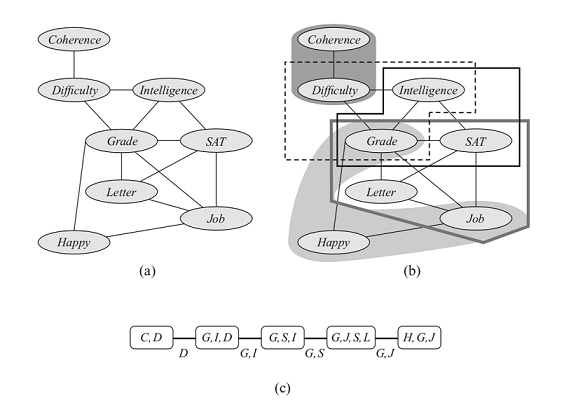 Coherence
Difficulty Intelligence
Grade SAT
Letter
Job
Happy
(a)
Coherence
Difficulty Intelligence
Grade SAT
Letter
Job
Happy
(b)
C, D G, I, D G, S, I G, J, S, L H, G, J
D G, I G, S G, J
(c)